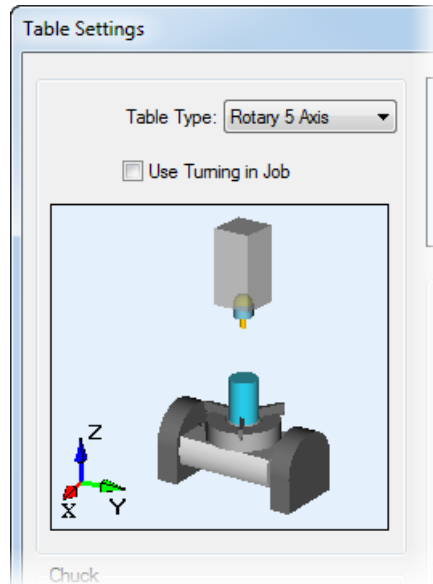 Table Settings
Table Type: Rotary 5 Axis
Use Turning in Job
Z
X Y
Chuck